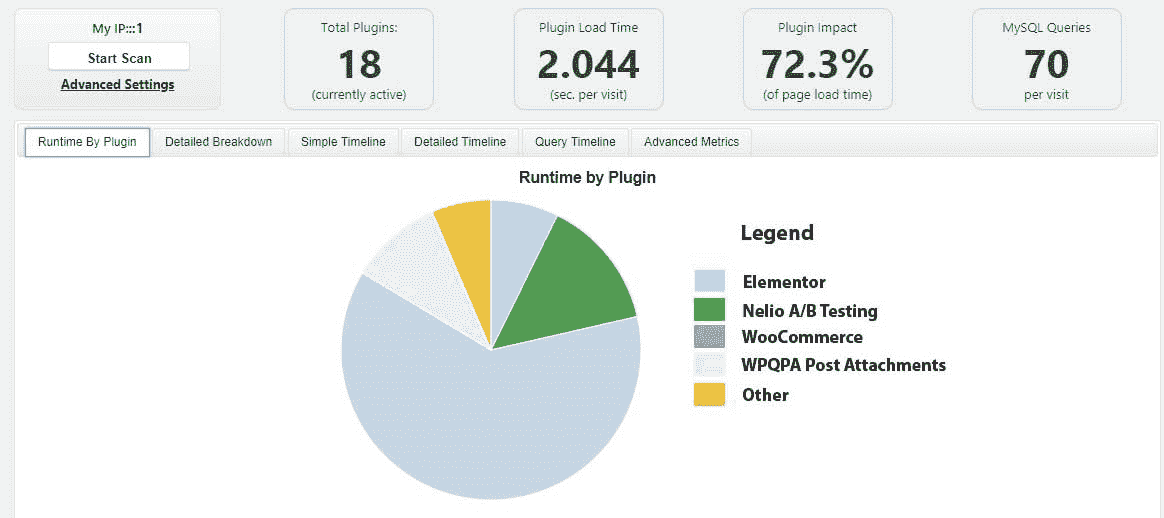 My IP:::1
Start Scan
Advanced Settings
Total Plugins:
18
(currently active)
Plugin Load Time
2.044
(sec. per visit)
Plugin Impact
72.3%
(of page load time)
MySQL Queries
70
per visit
Runtime By Plugin
Detailed Breakdown
Simple Timeline
Detailed Timeline
Query Timeline
Advanced Metrics
Runtime by Plugin
Legend
Elementor
Nelio A/B Testing
WooCommerce
WPQPA Post Attachments
Other